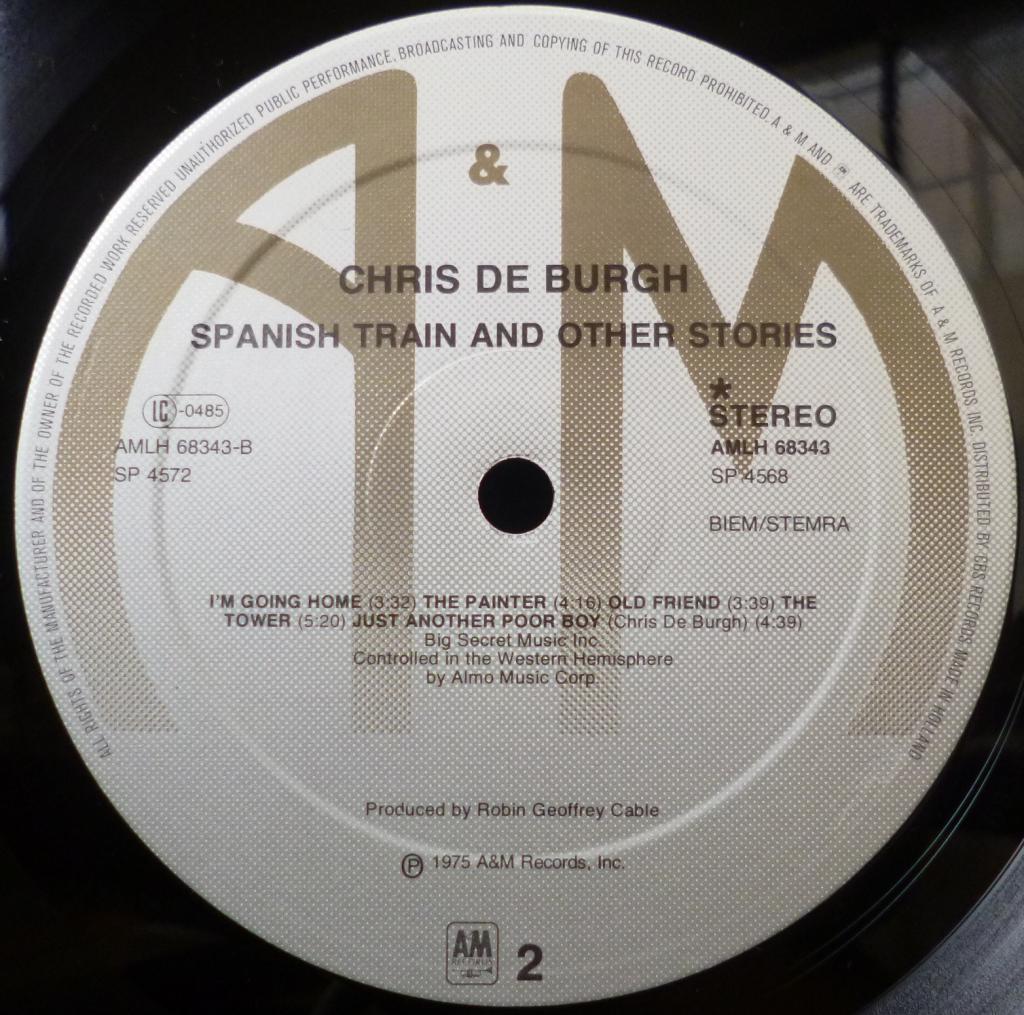 ALL RIGHTS OF THE MANUFACTURER AND OF THE OWNER OF THE RECORDED WORK RESERVED UNAUTHORIZED PUBLIC PERFORMANCE, BROADCASTING AND COPYING OF THIS RECORD PROHIBITED. A & M AND ARE TRADEMARKS OF A & M RECORDS INC. DISTRIBUTED BY CBS RECORDS MADE IN HOLLAND
A & M
CHRIS DE BURGH
SPANISH TRAIN AND OTHER STORIES
LC -0485
AMLH 68343-B
SP 4572
*
STEREO
AMLH 68343
SP 4568
BIEM/STEMRA
I'M GOING HOME (3:32) THE PAINTER (4:16) OLD FRIEND (3:39) THE
TOWER (5:20) JUST ANOTHER POOR BOY (Chris De Burgh) (4:39)
Big Secret Music Inc.
Controlled in the Western Hemisphere
by Almo Music Corp.
Produced by Robin Geoffrey Cable
Ⓟ 1975 A&M Records, Inc.
AM
RECORDS
2